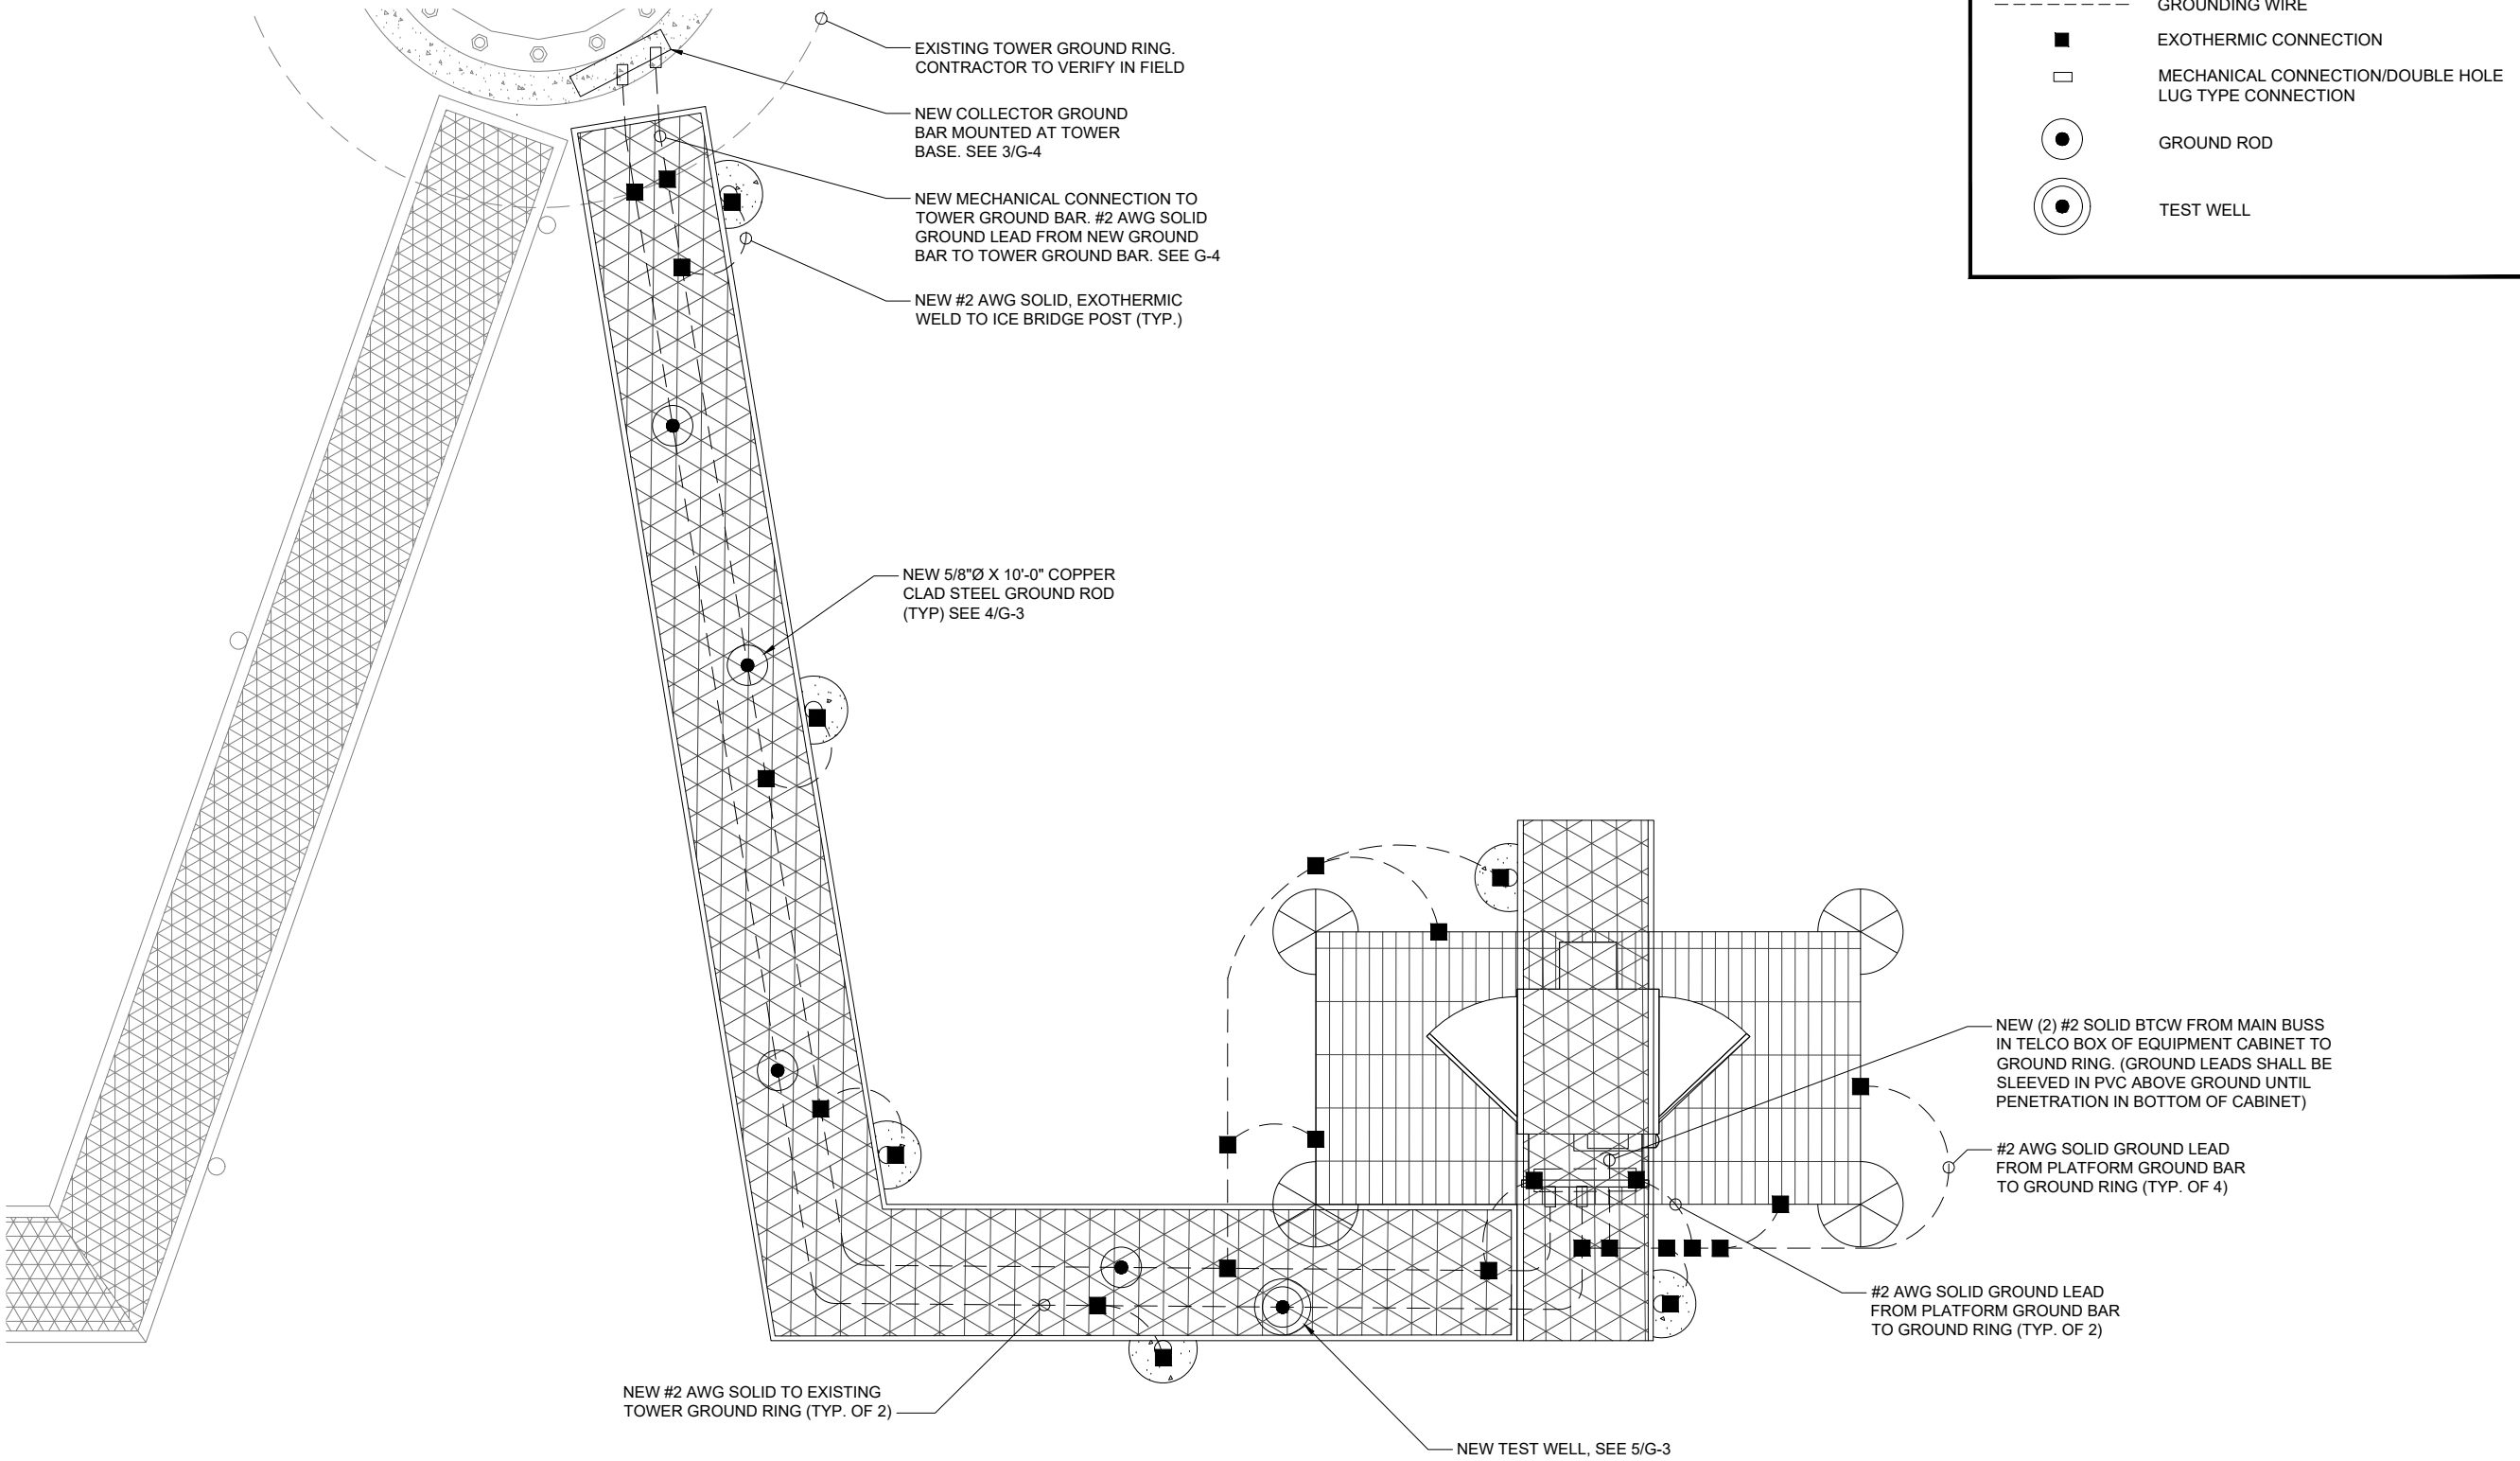 EXISTING TOWER GROUND RING.
CONTRACTOR TO VERIFY IN FIELD
NEW COLLECTOR GROUND
BAR MOUNTED AT TOWER
BASE. SEE 3/G-4
NEW MECHANICAL CONNECTION TO
TOWER GROUND BAR. #2 AWG SOLID
GROUND LEAD FROM NEW GROUND
BAR TO TOWER GROUND BAR. SEE G-4
NEW #2 AWG SOLID, EXOTHERMIC
WELD TO ICE BRIDGE POST (TYP.)
GROUNDING WIRE
EXOTHERMIC CONNECTION
MECHANICAL CONNECTION/DOUBLE HOLE
LUG TYPE CONNECTION
GROUND ROD
TEST WELL
NEW 5/8"Ø X 10'-0" COPPER
CLAD STEEL GROUND ROD
(TYP) SEE 4/G-3
NEW (2) #2 SOLID BTCW FROM MAIN BUSS
IN TELCO BOX OF EQUIPMENT CABINET TO
GROUND RING. (GROUND LEADS SHALL BE
SLEEVED IN PVC ABOVE GROUND UNTIL
PENETRATION IN BOTTOM OF CABINET)
#2 AWG SOLID GROUND LEAD
FROM PLATFORM GROUND BAR
TO GROUND RING (TYP. OF 4)
#2 AWG SOLID GROUND LEAD
FROM PLATFORM GROUND BAR
TO GROUND RING (TYP. OF 2)
NEW #2 AWG SOLID TO EXISTING
TOWER GROUND RING (TYP. OF 2)
NEW TEST WELL, SEE 5/G-3